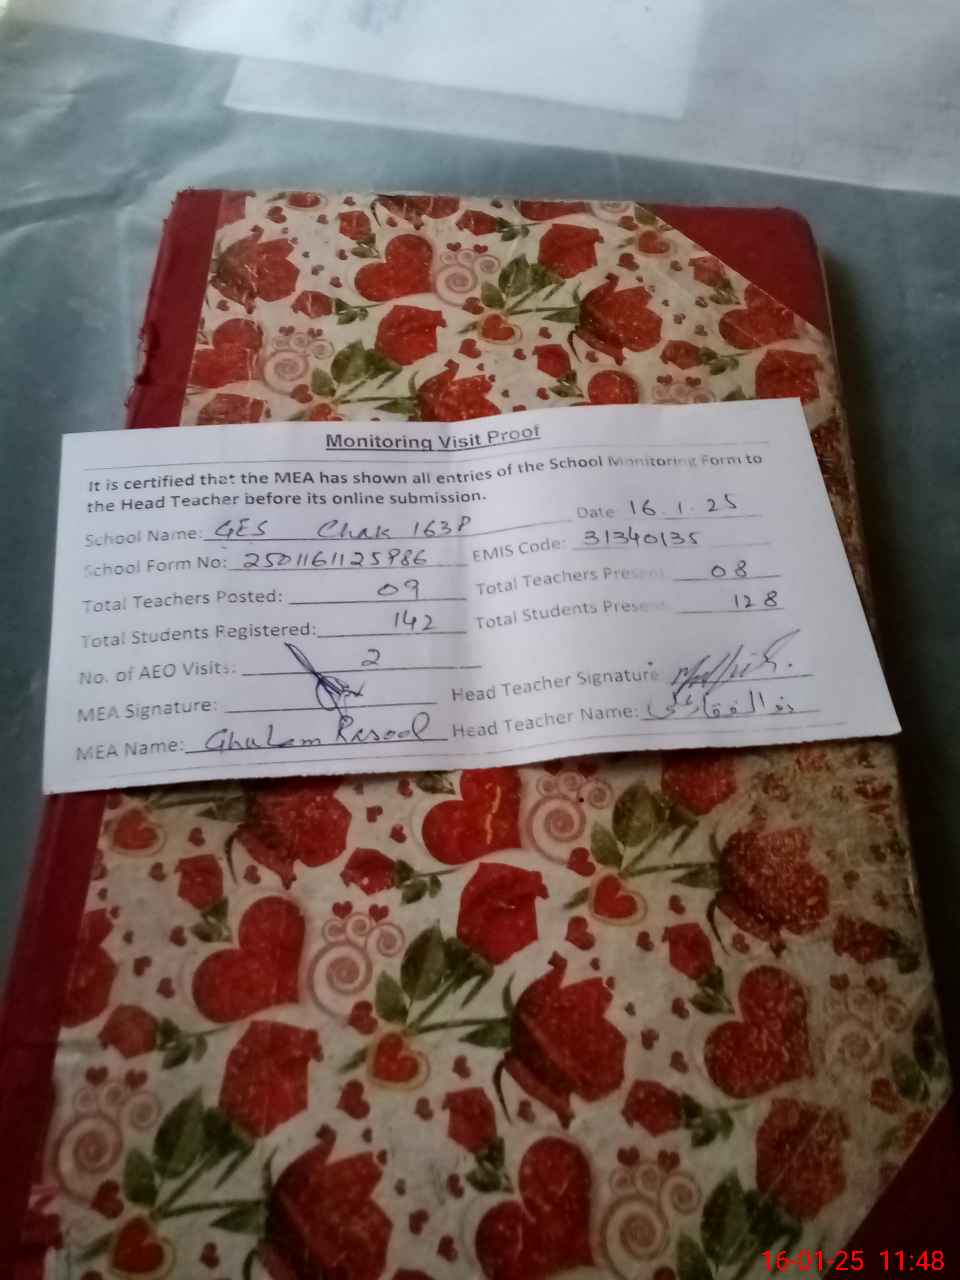 Monitoring Visit Proof
It is certified that the MEA has shown all entries of the School Monitoring Form to
the Head Teacher before its online submission.
School Name: GES Chak 163P Date 16.1.25
School Form No: 2501161125986 EMIS Code: 31340135
Total Teachers Posted: 09 Total Teachers Present 08
Total Students Registered: 142 Total Students Present 128
No. of AEO Visits: 2
MEA Signature: Head Teacher Signature
MEA Name: Ghulam Rasool Head Teacher Name: ذوالفقار علی
16-01-25 11:48